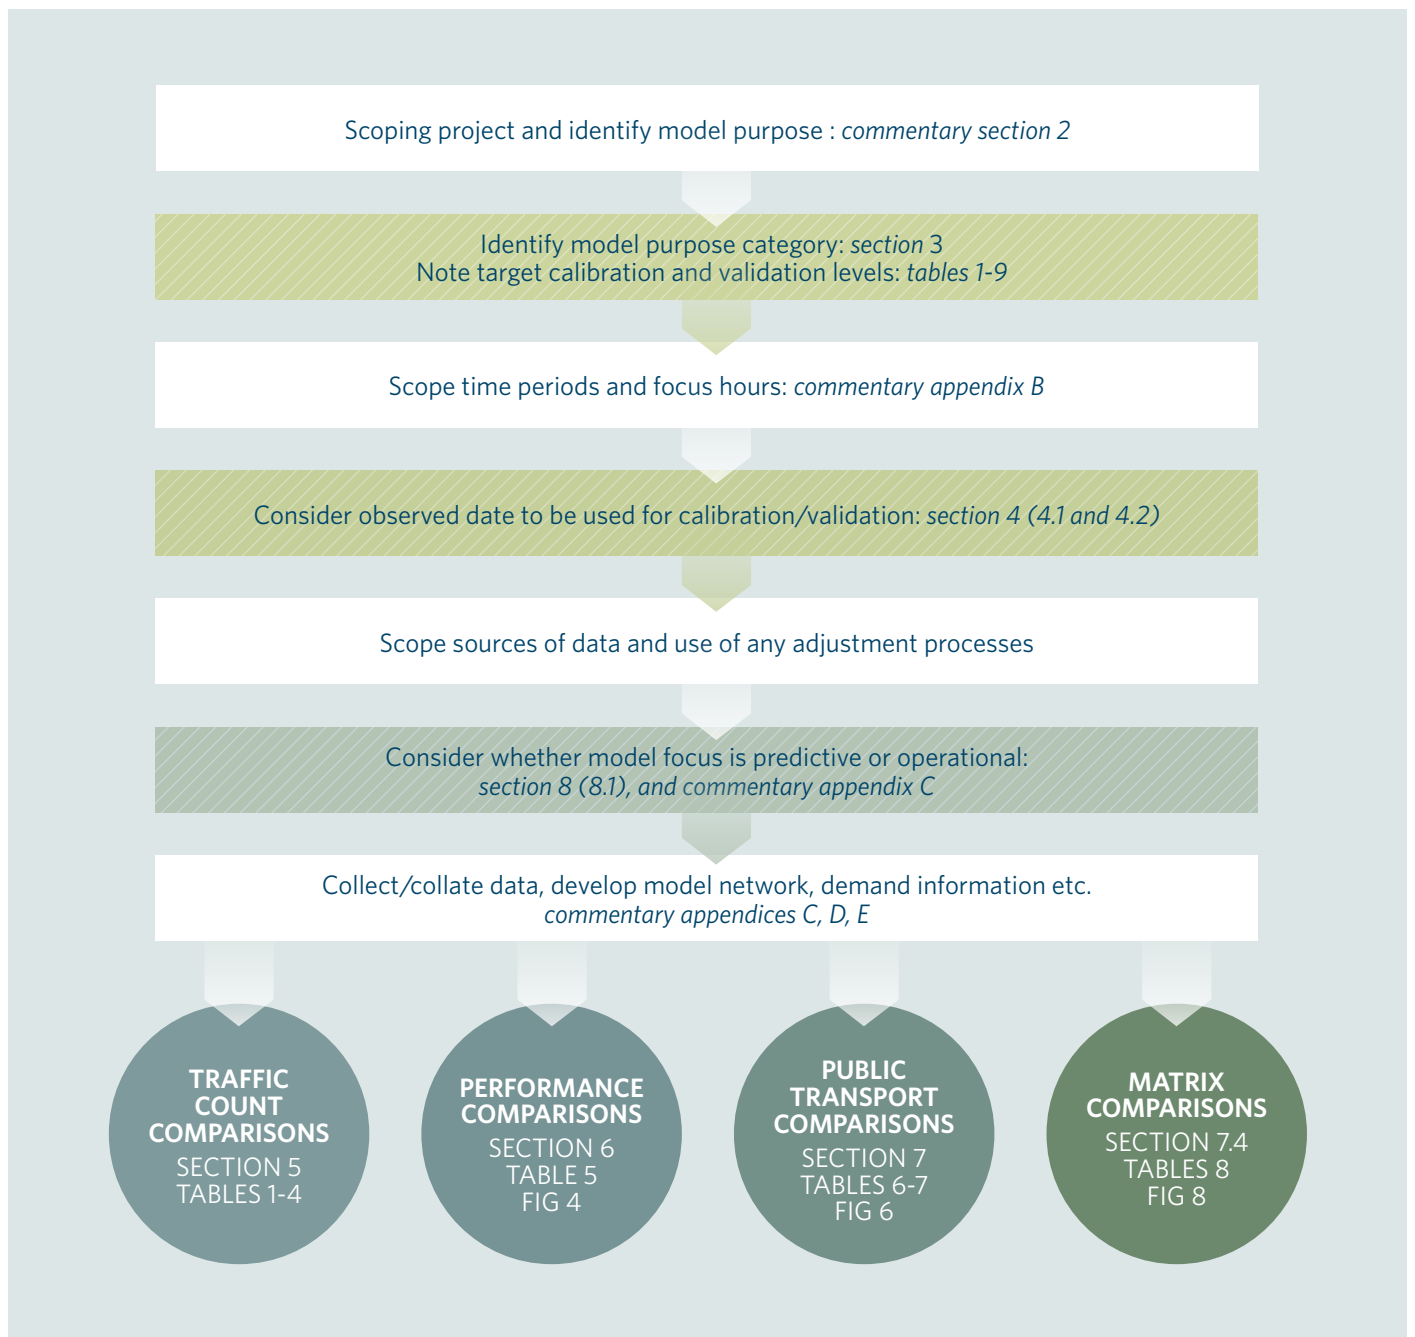 Scoping project and identify model purpose : commentary section 2
Identify model purpose category: section 3
Note target calibration and validation levels: tables 1-9
Scope time periods and focus hours: commentary appendix B
Consider observed date to be used for calibration/validation: section 4 (4.1 and 4.2)
Scope sources of data and use of any adjustment processes
Consider whether model focus is predictive or operational:
section 8 (8.1), and commentary appendix C
Collect/collate data, develop model network, demand information etc.
commentary appendices C, D, E
TRAFFIC
COUNT
COMPARISONS
SECTION 5
TABLES 1-4
PERFORMANCE
COMPARISONS
SECTION 6
TABLE 5
FIG 4
PUBLIC
TRANSPORT
COMPARISONS
SECTION 7
TABLES 6-7
FIG 6
MATRIX
COMPARISONS
SECTION 7.4
TABLES 8
FIG 8